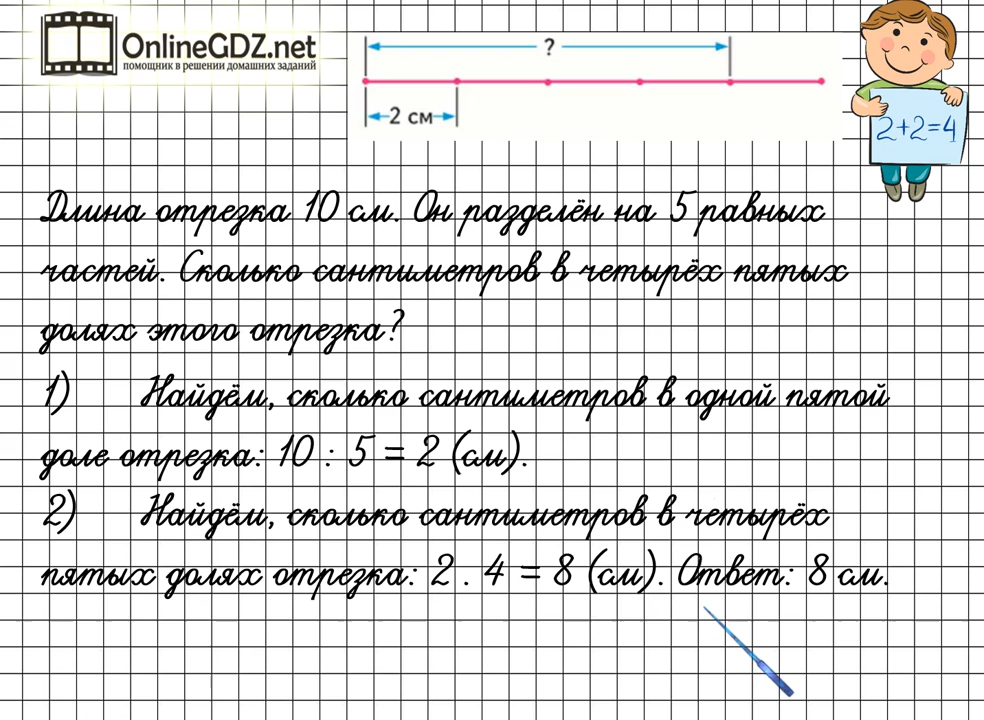 OnlineGDZ.net
помощник в решении домашних заданий
?
2 см
2+2=4
Длина отрезка 10 см. Он разделён на 5 равных
частей. Сколько сантиметров в четырёх пятых
долях этого отрезка?
1) Найдём, сколько сантиметров в одной пятой
доле отрезка: 10 : 5 = 2 (см).
2) Найдём, сколько сантиметров в четырёх
пятых долях отрезка: 2 . 4 = 8 (см). Ответ: 8 см.